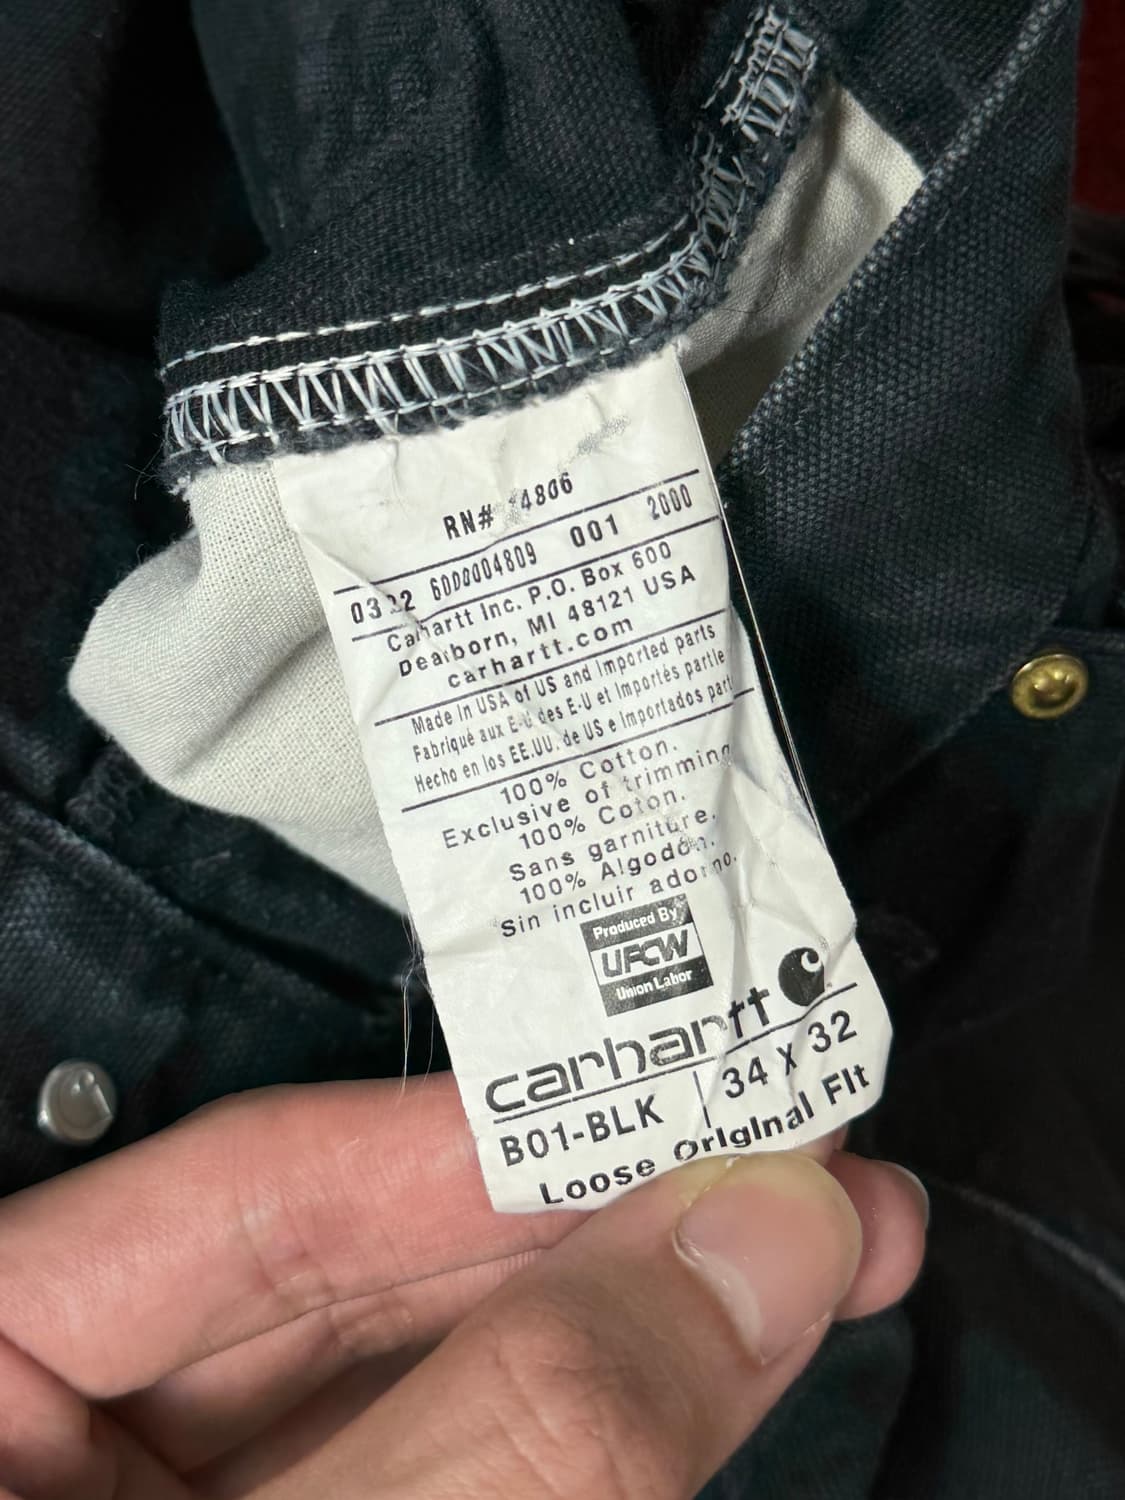 RN# 14806
6000004809 001 2000
Carhartt Inc. P.O. Box 600
Dearborn, MI 48121 USA
carhartt.com
Made in USA of US and Imported parts
Fabriqué aux E-U des E-U et Importés partie
Hecho en los EE.UU. de US e Importados part
100% Cotton.
Exclusive of trimming
100% Coton.
Sans garniture.
100% Algodón.
Sin incluir adorno.
Produced By
UFCW
Union Labor
carhartt
B01-BLK 34 X 32
Loose Original Fit